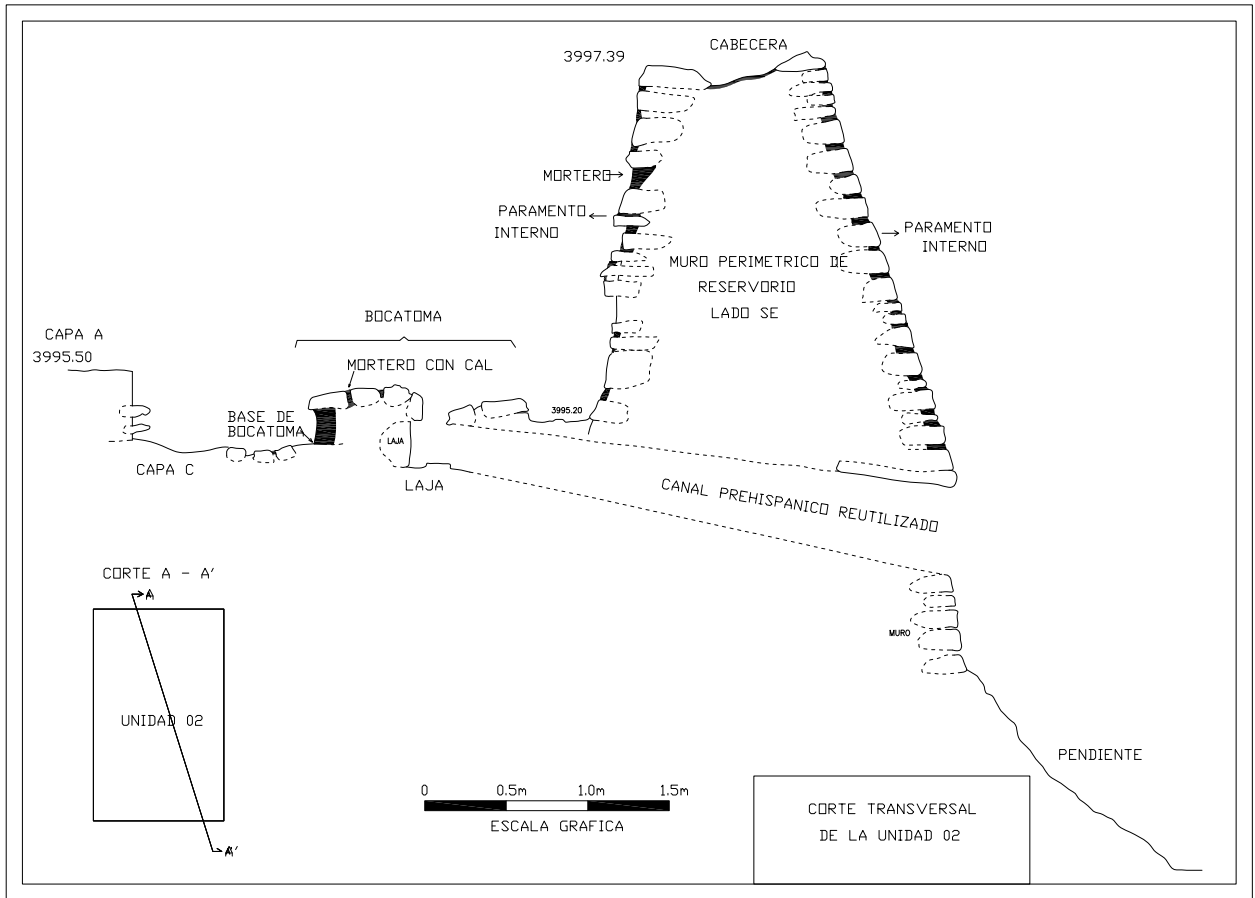 CABECERA
3997.39
MORTERO
PARAMENTO
INTERNO
PARAMENTO
INTERNO
MURO PERIMETRICO DE
RESERVORIO
LADO SE
BOCATOMA
CAPA A
3995.50
MORTERO CON CAL
3995.20
BASE DE
BOCATOMA
LAJA
CAPA C
LAJA
CANAL PREHISPANICO REUTILIZADO
CORTE A - A'
A
MURO
UNIDAD 02
PENDIENTE
0 0.5m 1.0m 1.5m
ESCALA GRAFICA
CORTE TRANSVERSAL
DE LA UNIDAD 02
A'